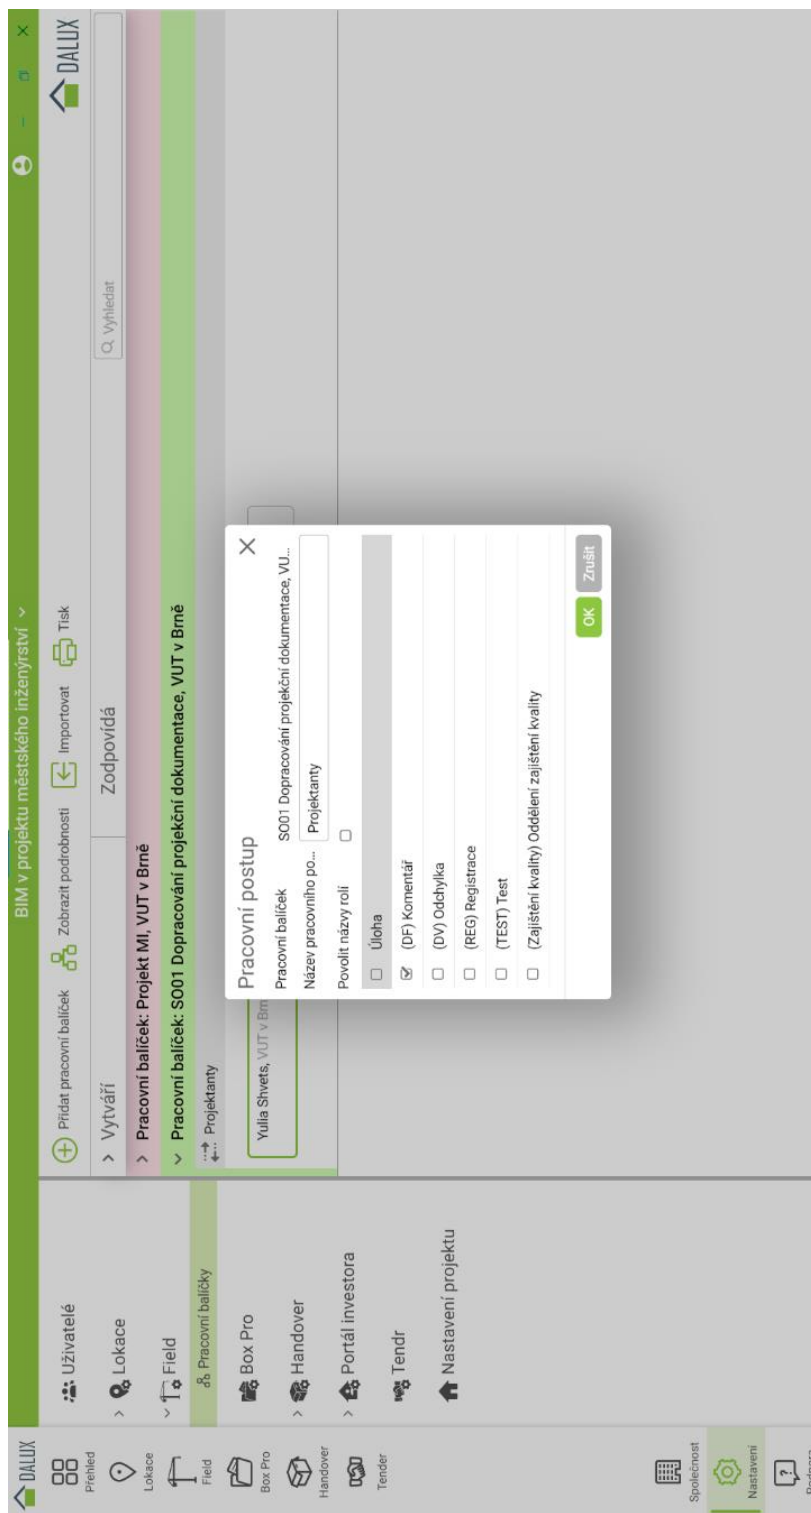 DALUX
BIM v projektu městského inženýrství
Přehled
Lokace
Field
Box Pro
Handover
Tender
Společnost
Nastavení
Uživatelé
Lokace
Field
Pracovní balíčky
Box Pro
Handover
Portál investora
Tendr
Nastavení projektu
Přidat pracovní balíček Zobrazit podrobnosti Importovat Tisk
DALUX
Vytváří Zodpovídá Vyhledat
Pracovní balíček: Projekt MI, VUT v Brně
Pracovní balíček: SO01 Dopracování projekční dokumentace, VUT v Brně
Projektanty
Yulia Shvets, VUT v Brn
Pracovní postup
Pracovní balíček SO01 Dopracování projekční dokumentace, VU...
Název pracovního po... Projektanty
Povolit názvy rolí
Úloha
(DF) Komentář
(DV) Odchylka
(REG) Registrace
(TEST) Test
(Zajištění kvality) Oddělení zajištění kvality
OK Zrušit